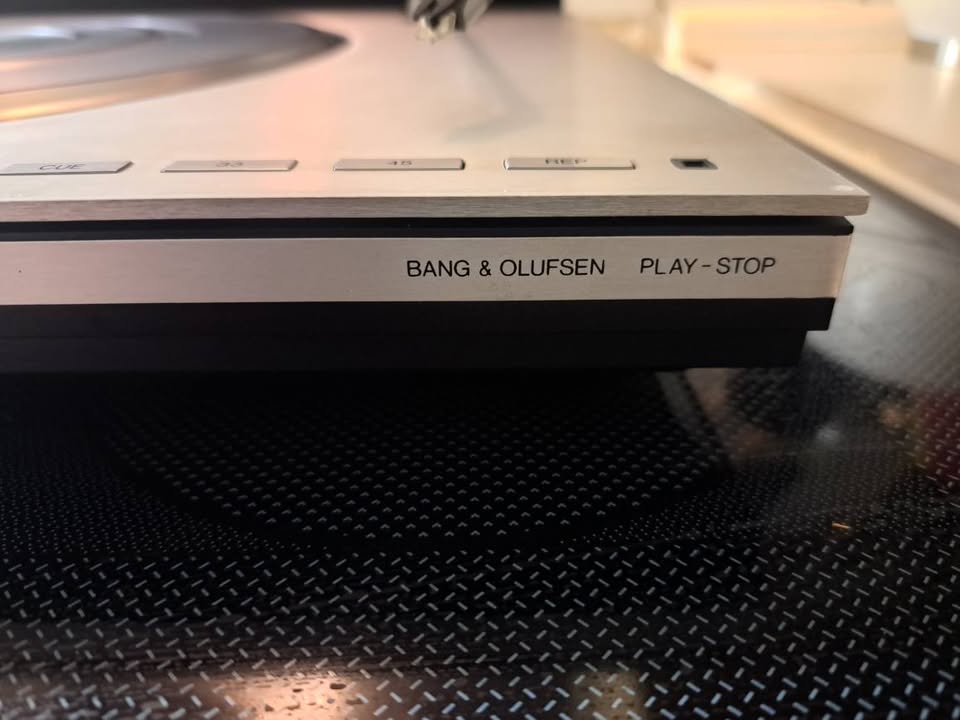 CUE 33 45 REP
BANG & OLUFSEN PLAY-STOP